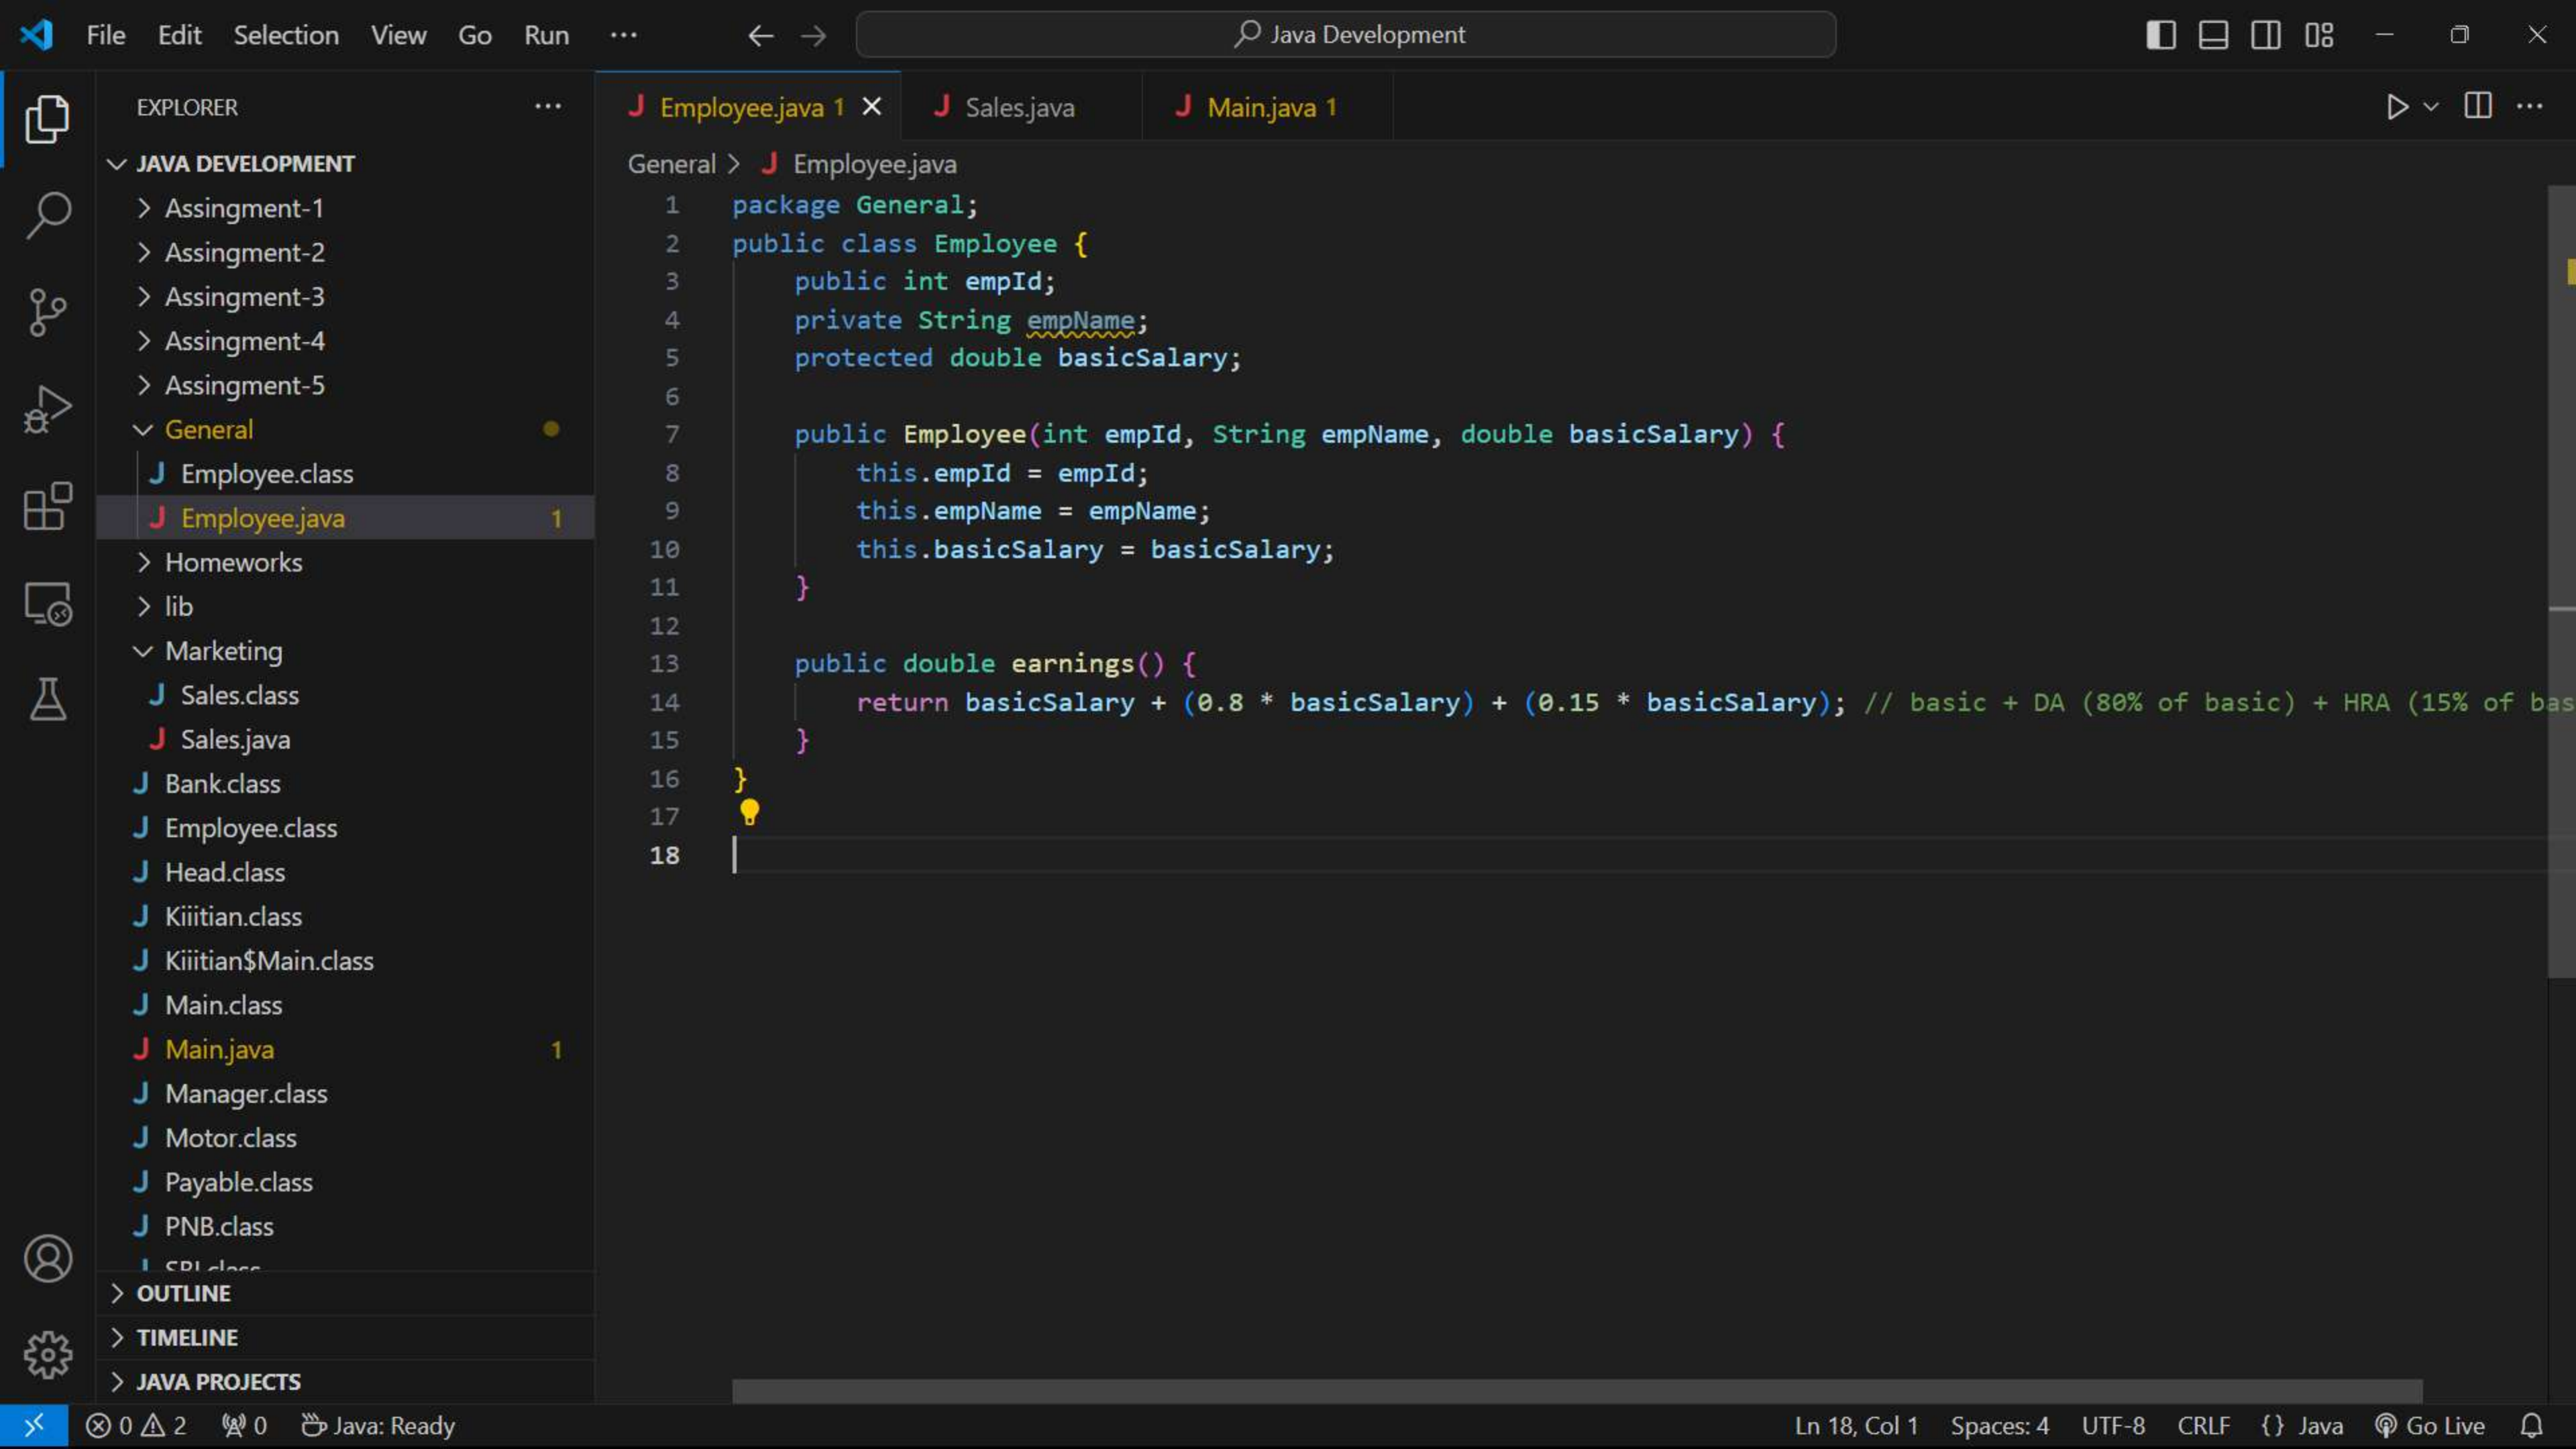 File Edit Selection View Go Run ···
Java Development
EXPLORER ···
JAVA DEVELOPMENT
Assingment-1
Assingment-2
Assingment-3
Assingment-4
Assingment-5
General
J Employee.class
J Employee.java 1
Homeworks
lib
Marketing
J Sales.class
J Sales.java
J Bank.class
J Employee.class
J Head.class
J Kiiitian.class
J Kiiitian$Main.class
J Main.class
J Main.java 1
J Manager.class
J Motor.class
J Payable.class
J PNB.class
J SBI.class
OUTLINE
TIMELINE
JAVA PROJECTS
J Employee.java 1 J Sales.java J Main.java 1
General > J Employee.java
1 package General;
2 public class Employee {
3 public int empId;
4 private String empName;
5 protected double basicSalary;
6
7 public Employee(int empId, String empName, double basicSalary) {
8 this.empId = empId;
9 this.empName = empName;
10 this.basicSalary = basicSalary;
11 }
12
13 public double earnings() {
14 return basicSalary + (0.8 * basicSalary) + (0.15 * basicSalary); // basic + DA (80% of basic) + HRA (15% of bas
15 }
16 }
17
18
0 2 0 Java: Ready Ln 18, Col 1 Spaces: 4 UTF-8 CRLF {} Java Go Live